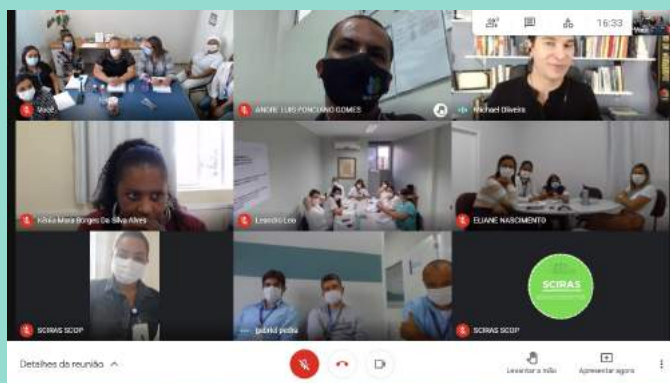 16:33
Você
Você
ANDRE LUIS PONCIANO GOMES
Michael Oliveira
Kênia Mara Borges Da Silva Alves
Leandro Leo
ELIANE NASCIMENTO
SCIRAS SCOP
gabriel pedra
SCIRAS
SCIRAS SCOP
Detalhes da reunião
Levantar a mão
Apresentar agora